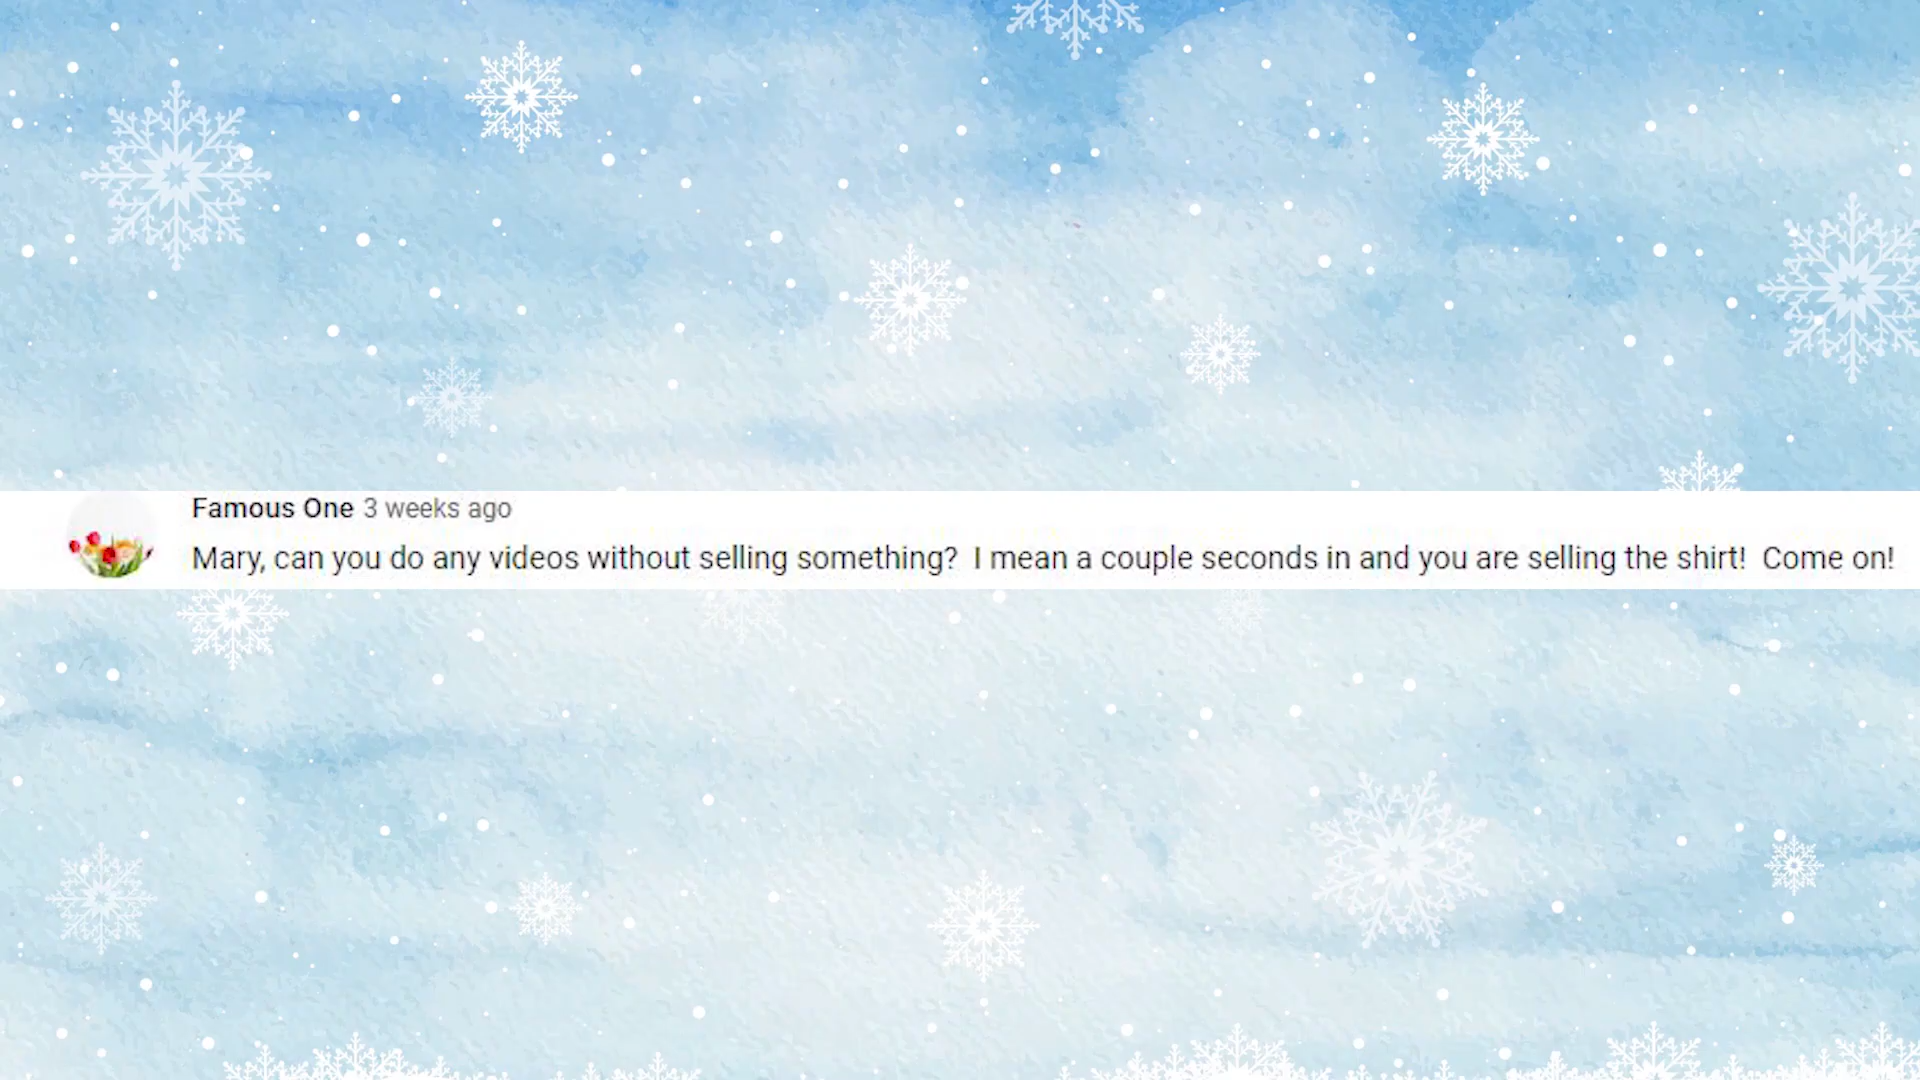 Famous One 3 weeks ago
Mary, can you do any videos without selling something?  I mean a couple seconds in and you are selling the shirt!  Come on!